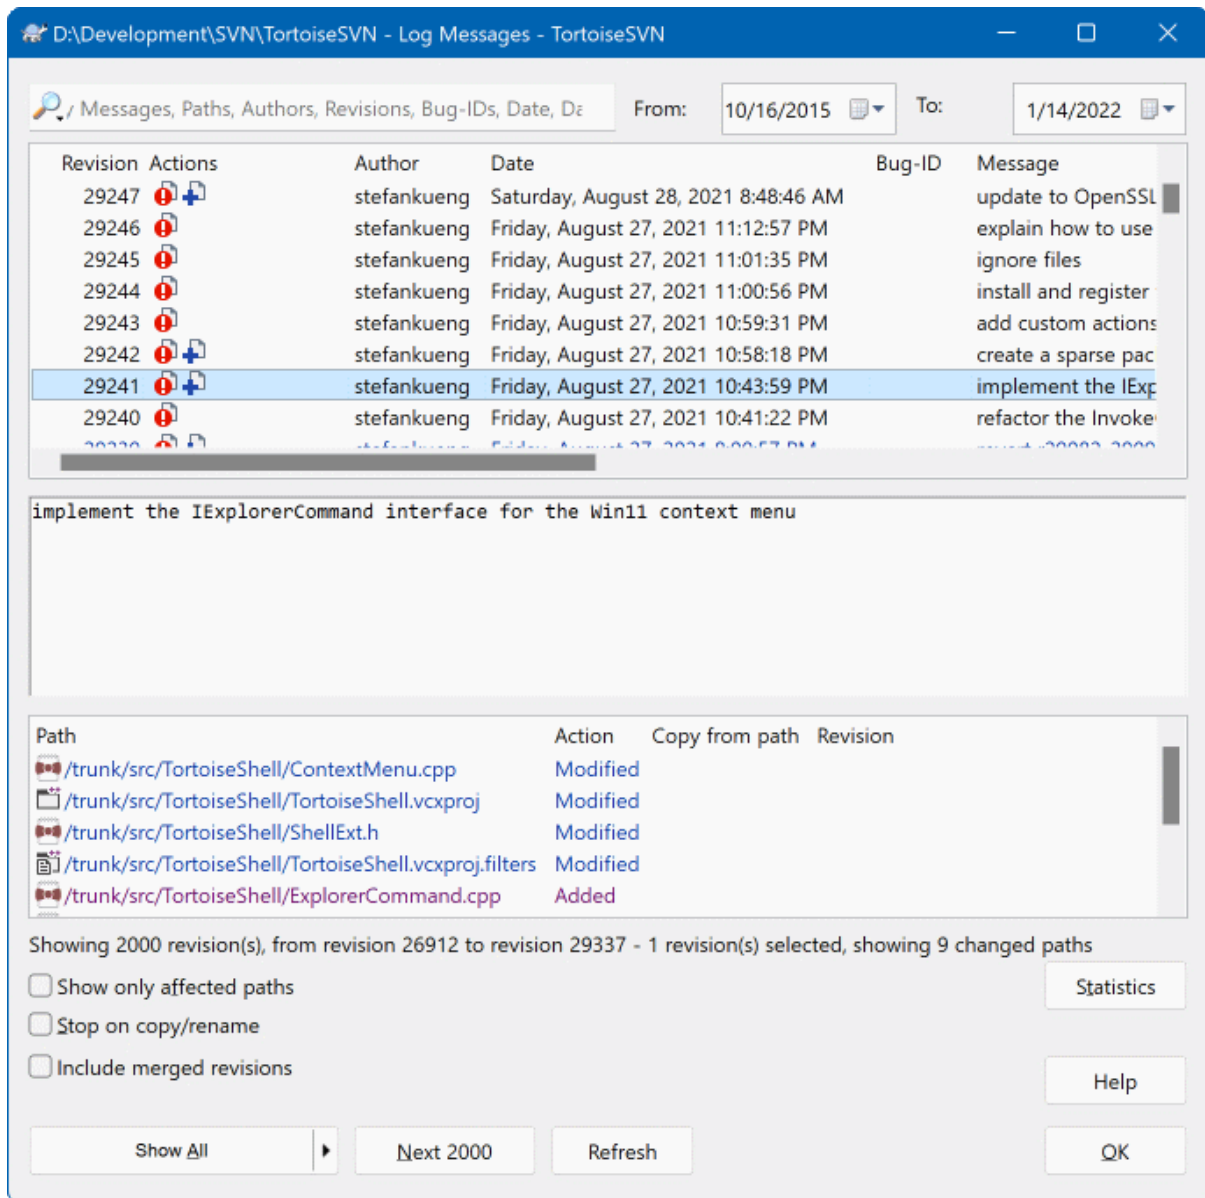 D:\Development\SVN\TortoiseSVN - Log Messages - TortoiseSVN
Messages, Paths, Authors, Revisions, Bug-IDs, Date, Da From: 10/16/2015 To: 1/14/2022
Revision Actions Author Date Bug-ID Message
29247 stefankueng Saturday, August 28, 2021 8:48:46 AM update to OpenSSL
29246 stefankueng Friday, August 27, 2021 11:12:57 PM explain how to use
29245 stefankueng Friday, August 27, 2021 11:01:35 PM ignore files
29244 stefankueng Friday, August 27, 2021 11:00:56 PM install and register
29243 stefankueng Friday, August 27, 2021 10:59:31 PM add custom actions
29242 stefankueng Friday, August 27, 2021 10:58:18 PM create a sparse pac
29241 stefankueng Friday, August 27, 2021 10:43:59 PM implement the IExp
29240 stefankueng Friday, August 27, 2021 10:41:22 PM refactor the Invoke
implement the IExplorerCommand interface for the Win11 context menu
Path Action Copy from path Revision
/trunk/src/TortoiseShell/ContextMenu.cpp Modified
/trunk/src/TortoiseShell/TortoiseShell.vcxproj Modified
/trunk/src/TortoiseShell/ShellExt.h Modified
/trunk/src/TortoiseShell/TortoiseShell.vcxproj.filters Modified
/trunk/src/TortoiseShell/ExplorerCommand.cpp Added
Showing 2000 revision(s), from revision 26912 to revision 29337 - 1 revision(s) selected, showing 9 changed paths
Show only affected paths Statistics
Stop on copy/rename
Include merged revisions
Help
Show All Next 2000 Refresh OK